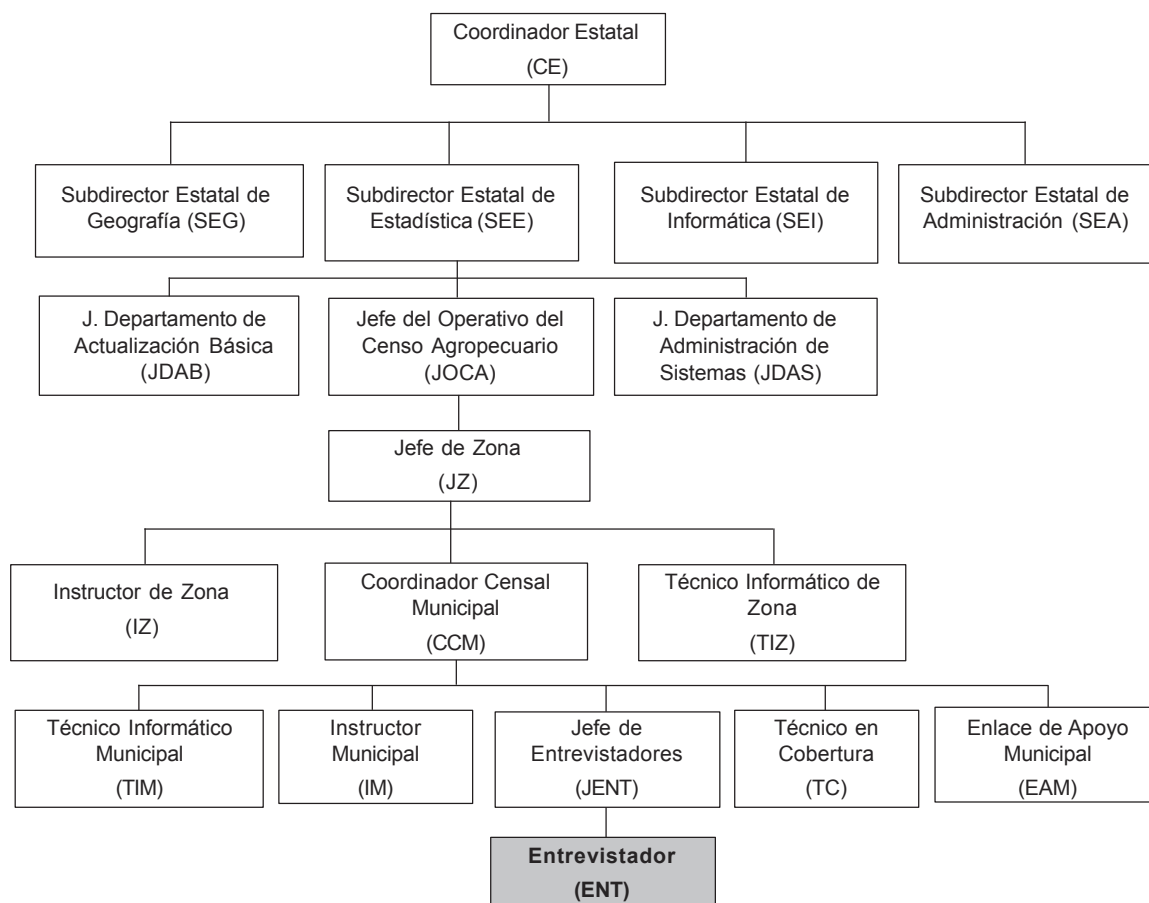 Coordinador Estatal
(CE)
Subdirector Estatal de
Geografía (SEG)
Subdirector Estatal de
Estadística (SEE)
Subdirector Estatal de
Informática (SEI)
Subdirector Estatal de
Administración (SEA)
J. Departamento de
Actualización Básica
(JDAB)
Jefe del Operativo del
Censo Agropecuario
(JOCA)
J. Departamento de
Administración de
Sistemas (JDAS)
Jefe de Zona
(JZ)
Instructor de Zona
(IZ)
Coordinador Censal
Municipal
(CCM)
Técnico Informático de
Zona
(TIZ)
Técnico Informático
Municipal
(TIM)
Instructor
Municipal
(IM)
Jefe de
Entrevistadores
(JENT)
Técnico en
Cobertura
(TC)
Enlace de Apoyo
Municipal
(EAM)
Entrevistador
(ENT)